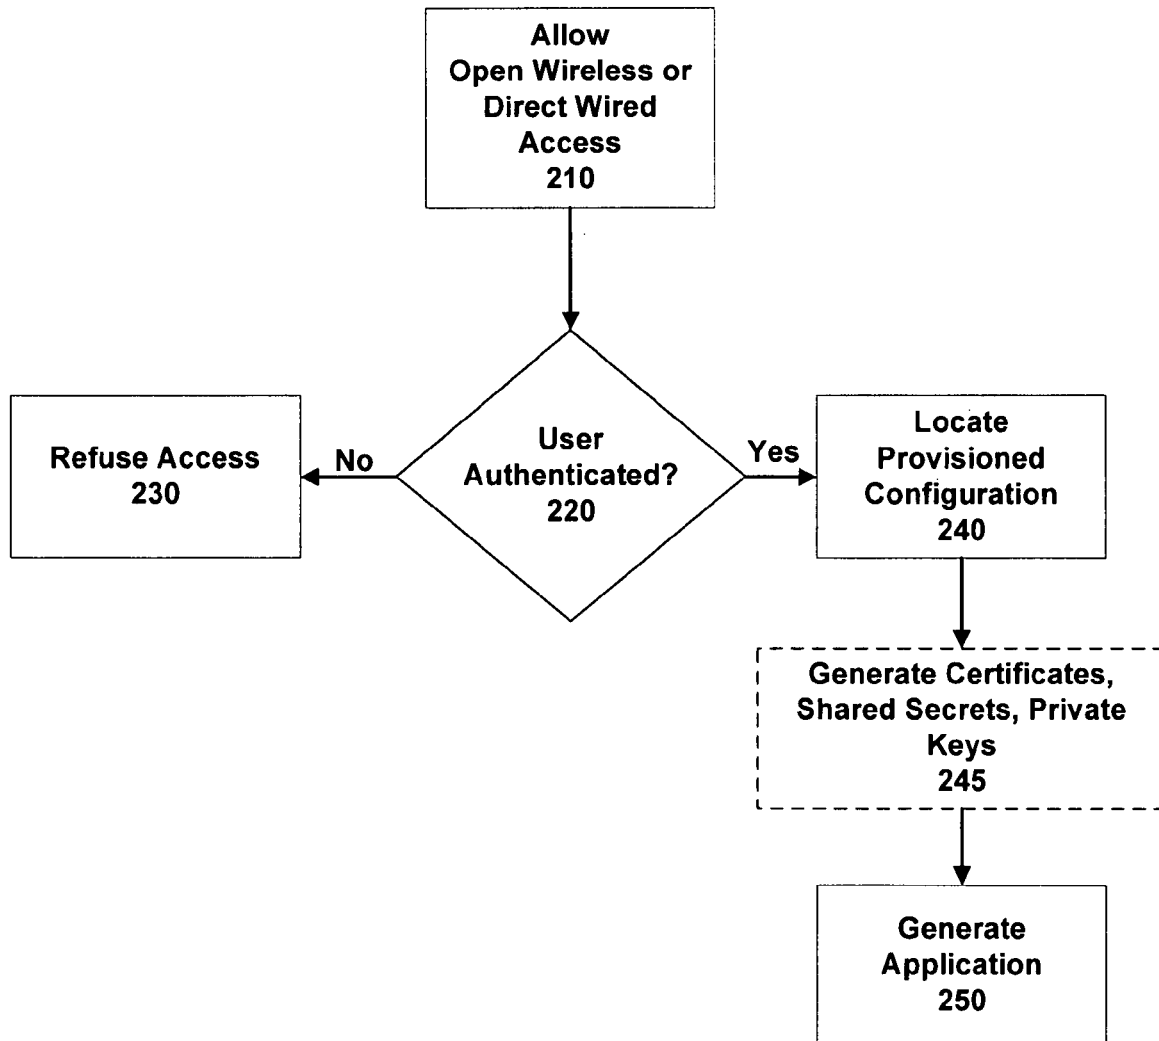 Allow
Open Wireless or
Direct Wired
Access
210
User
Authenticated?
220
No
Yes
Refuse Access
230
Locate
Provisioned
Configuration
240
Generate Certificates,
Shared Secrets, Private
Keys
245
Generate
Application
250